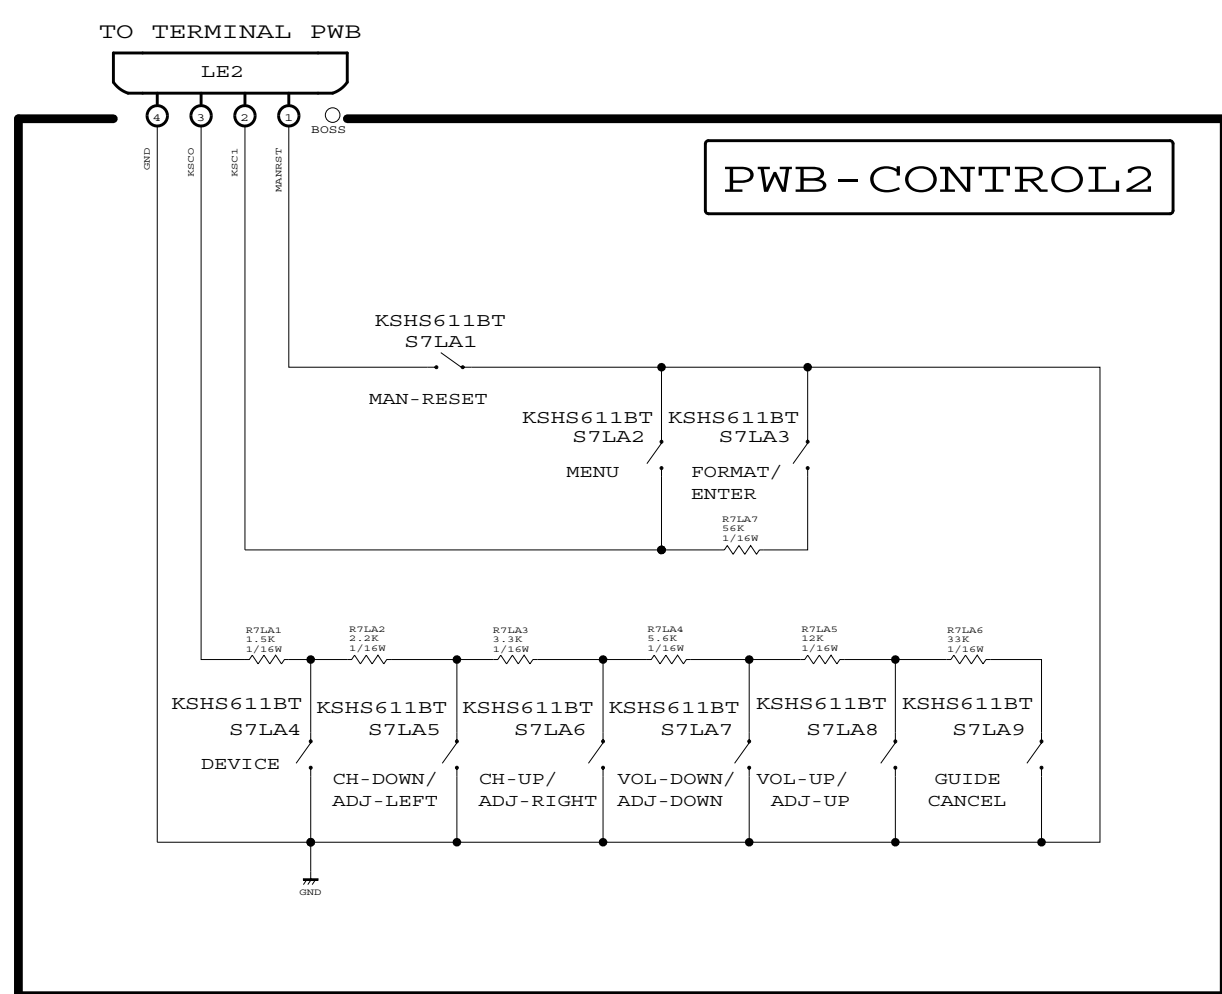 TO TERMINAL PWB
LE2
4
3
2
1
BOSS
GND
KSC0
KSC1
MANRST
PWB-CONTROL2
KSHS611BT
S7LA1
MAN-RESET
KSHS611BT
S7LA2
MENU
KSHS611BT
S7LA3
FORMAT/
ENTER
R7LA7
56K
1/16W
R7LA1
1.5K
1/16W
R7LA2
2.2K
1/16W
R7LA3
3.3K
1/16W
R7LA4
5.6K
1/16W
R7LA5
12K
1/16W
R7LA6
33K
1/16W
KSHS611BT
S7LA4
DEVICE
KSHS611BT
S7LA5
CH-DOWN/
ADJ-LEFT
KSHS611BT
S7LA6
CH-UP/
ADJ-RIGHT
KSHS611BT
S7LA7
VOL-DOWN/
ADJ-DOWN
KSHS611BT
S7LA8
VOL-UP/
ADJ-UP
KSHS611BT
S7LA9
GUIDE
CANCEL
GND